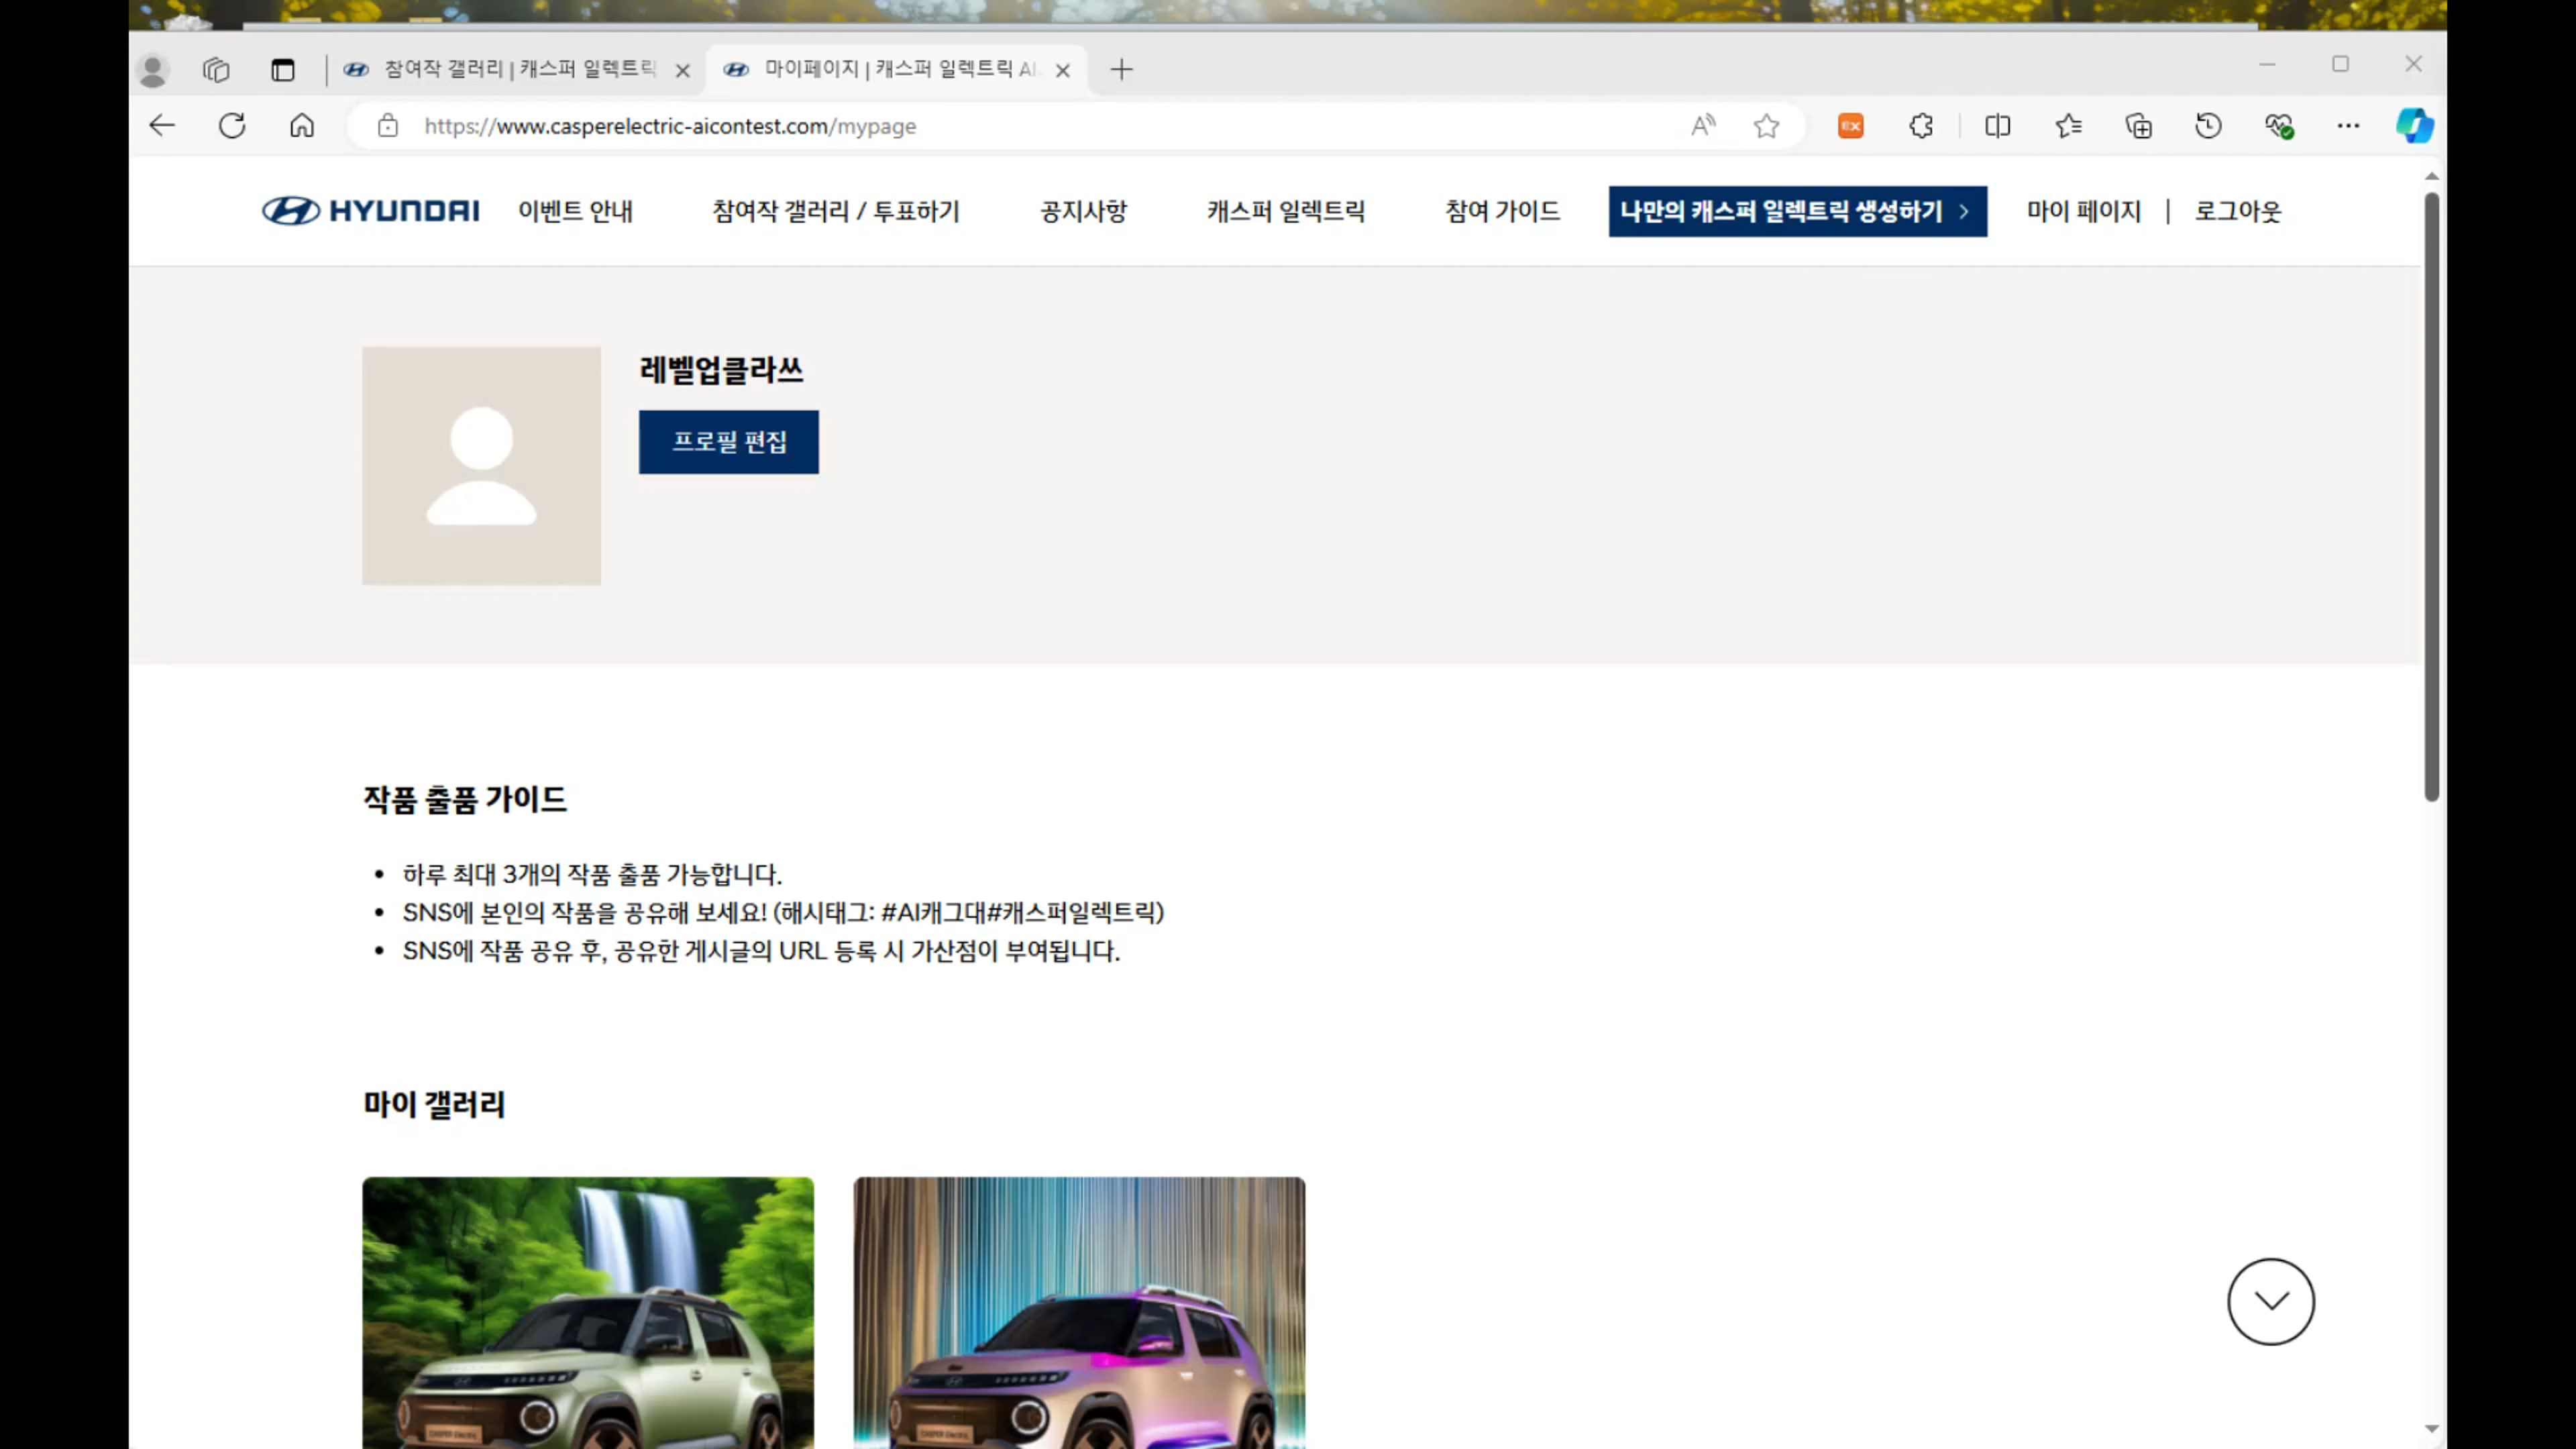 참여작 갤러리 | 캐스퍼 일렉트릭
마이페이지 | 캐스퍼 일렉트릭 AI
https://www.casperelectric-aicontest.com/mypage
EX
HYUNDAI
이벤트 안내
참여작 갤러리 / 투표하기
공지사항
캐스퍼 일렉트릭
참여 가이드
나만의 캐스퍼 일렉트릭 생성하기 >
마이 페이지 | 로그아웃
레벨업클라쓰
프로필 편집
작품 출품 가이드
• 하루 최대 3개의 작품 출품 가능합니다.
• SNS에 본인의 작품을 공유해 보세요! (해시태그: #AI캐그대#캐스퍼일렉트릭)
• SNS에 작품 공유 후, 공유한 게시글의 URL 등록 시 가산점이 부여됩니다.
마이 갤러리
CASPER Electric
CASPER Electric